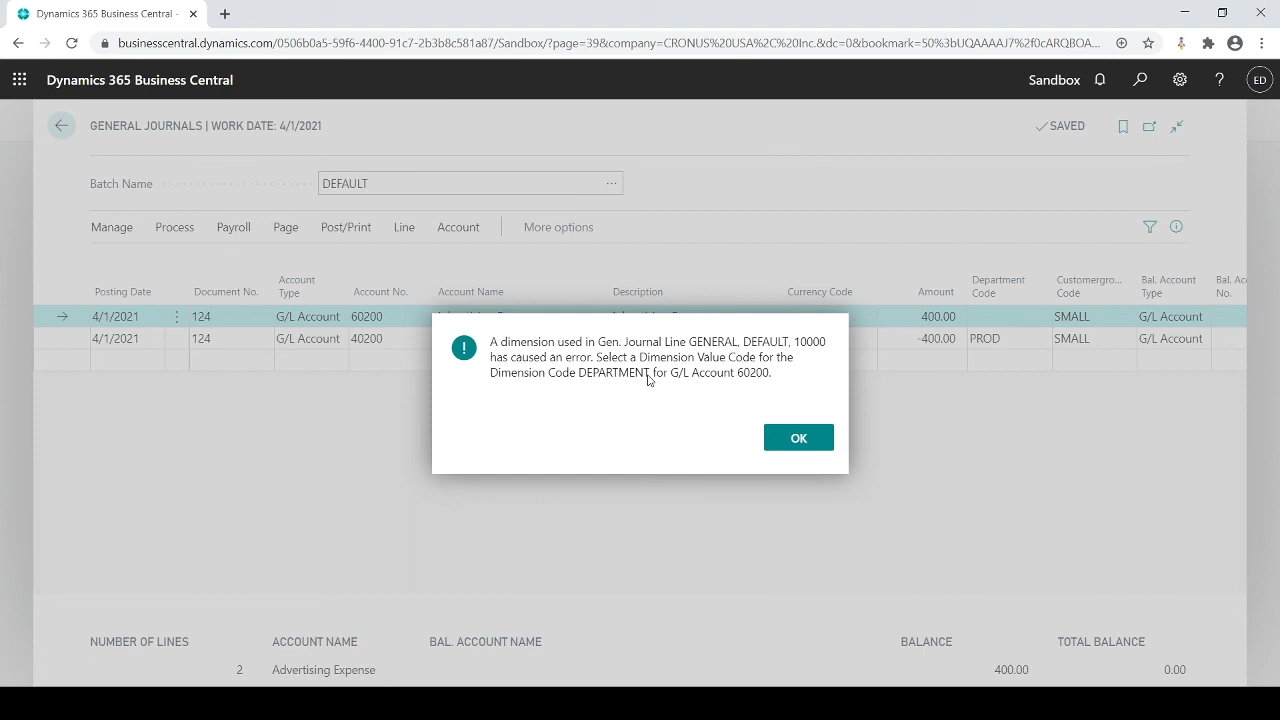 Dynamics 365 Business Central -
businesscentral.dynamics.com/0506b0a5-59f6-4400-91c7-2b3b8c581a87/Sandbox/?page=39&company=CRONUS%20USA%2C%20Inc.&dc=0&bookmark=50%3bUQAAAAJ7%2f0cARQBOA...
Dynamics 365 Business Central
Sandbox
ED
GENERAL JOURNALS | WORK DATE: 4/1/2021
SAVED
Batch Name
DEFAULT
Manage Process Payroll Page Post/Print Line Account More options
Posting Date Document No. Account Type Account No. Account Name Description Currency Code Amount Department Code Customergro... Code Bal. Account Type Bal. Ac No.
4/1/2021 124 G/L Account 60200 400.00 SMALL G/L Account
4/1/2021 124 G/L Account 40200 -400.00 PROD SMALL G/L Account
A dimension used in Gen. Journal Line GENERAL, DEFAULT, 10000
has caused an error. Select a Dimension Value Code for the
Dimension Code DEPARTMENT for G/L Account 60200.
OK
NUMBER OF LINES ACCOUNT NAME BAL. ACCOUNT NAME BALANCE TOTAL BALANCE
2 Advertising Expense 400.00 0.00